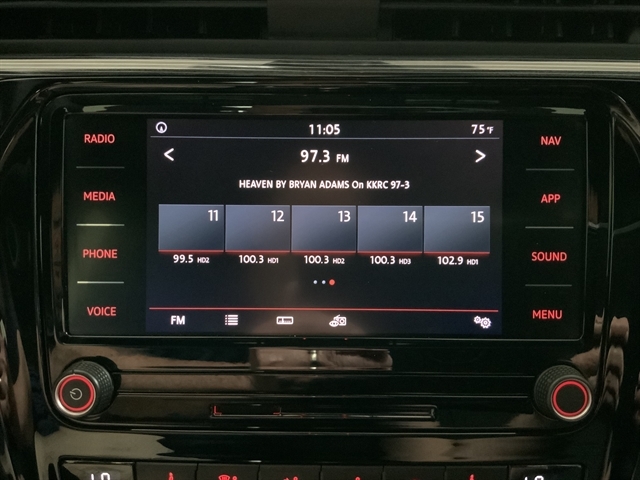 11:05
75°F
RADIO
NAV
97.3 FM
MEDIA
HEAVEN BY BRYAN ADAMS On KKRC 97-3
APP
11 12 13 14 15
PHONE
99.5 HD2 100.3 HD1 100.3 HD2 100.3 HD3 102.9 HD1
SOUND
VOICE
FM
MENU
LO